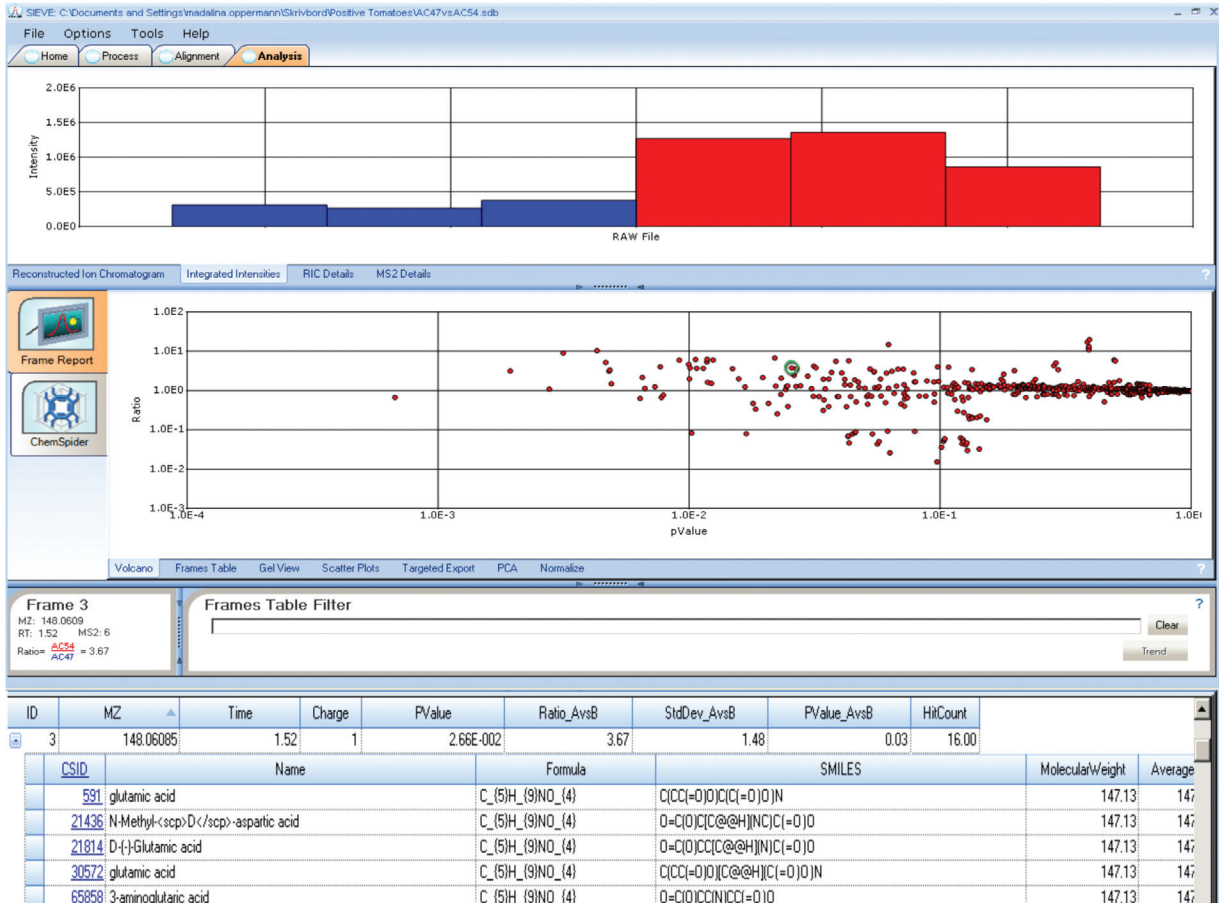 SIEVE: C:\Documents and Settings\madalina.oppermann\Skrivbord\Positive Tomatoes\AC47vsAC54.sdb
File Options Tools Help
Home Process Alignment Analysis
2.0E6
1.5E6
1.0E6
5.0E5
0.0E0
Intensity
RAW File
Reconstructed Ion Chromatogram Integrated Intensities RIC Details MS2 Details ?
Frame Report
ChemSpider
1.0E2
1.0E1
1.0E0
1.0E-1
1.0E-2
1.0E-3
Ratio
1.0E-4 1.0E-3 1.0E-2 1.0E-1 1.0E
pValue
Volcano Frames Table Gel View Scatter Plots Targeted Export PCA Normalize ?
Frame 3
MZ: 148.0609
RT: 1.52 MS2: 6
Ratio= AC54
AC47 = 3.67
Frames Table Filter ?
Clear
Trend
ID MZ Time Charge PValue Ratio_AvsB StdDev_AvsB PValue_AvsB HitCount
3 148.06085 1.52 1 2.66E-002 3.67 1.48 0.03 16.00
CSID Name Formula SMILES MolecularWeight Average
591 glutamic acid C_{5}H_{9}NO_{4} C(CC(=O)O)C(C(=O)O)N 147.13 147
21436 N-Methyl-<scp>D</scp>-aspartic acid C_{5}H_{9}NO_{4} O=C(O)C[C@@H](NC)C(=O)O 147.13 147
21814 D-(-)-Glutamic acid C_{5}H_{9}NO_{4} O=C(O)CC[C@@H](N)C(=O)O 147.13 147
30572 glutamic acid C_{5}H_{9}NO_{4} C(CC(=O)O)[C@@H](C(=O)O)N 147.13 147
65858 3-aminoglutaric acid C_{5}H_{9}NO_{4} O=C(O)CC(N)CC(=O)O 147.13 147